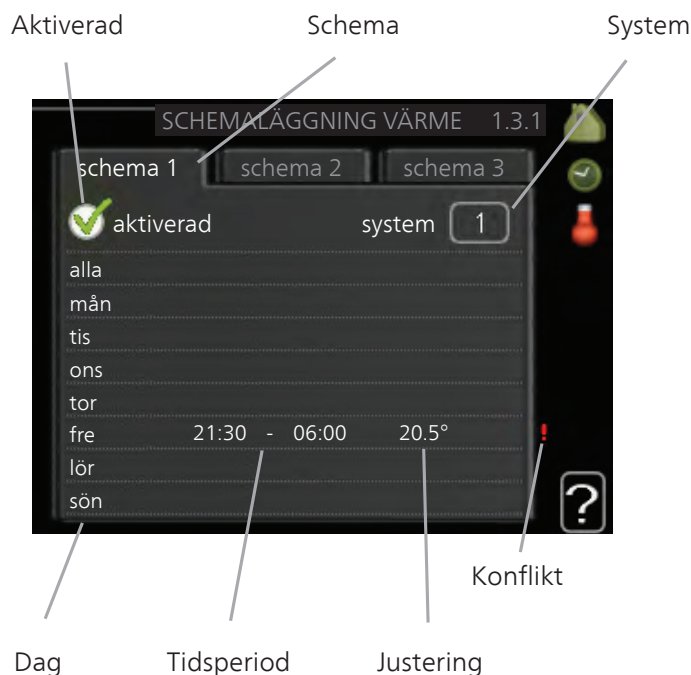 Aktiverad Schema System
SCHEMALÄGGNING VÄRME 1.3.1
schema 1 schema 2 schema 3
aktiverad system 1
alla
mån
tis
ons
tor
fre 21:30 - 06:00 20.5° !
lör
sön
?
Konflikt
Dag Tidsperiod Justering